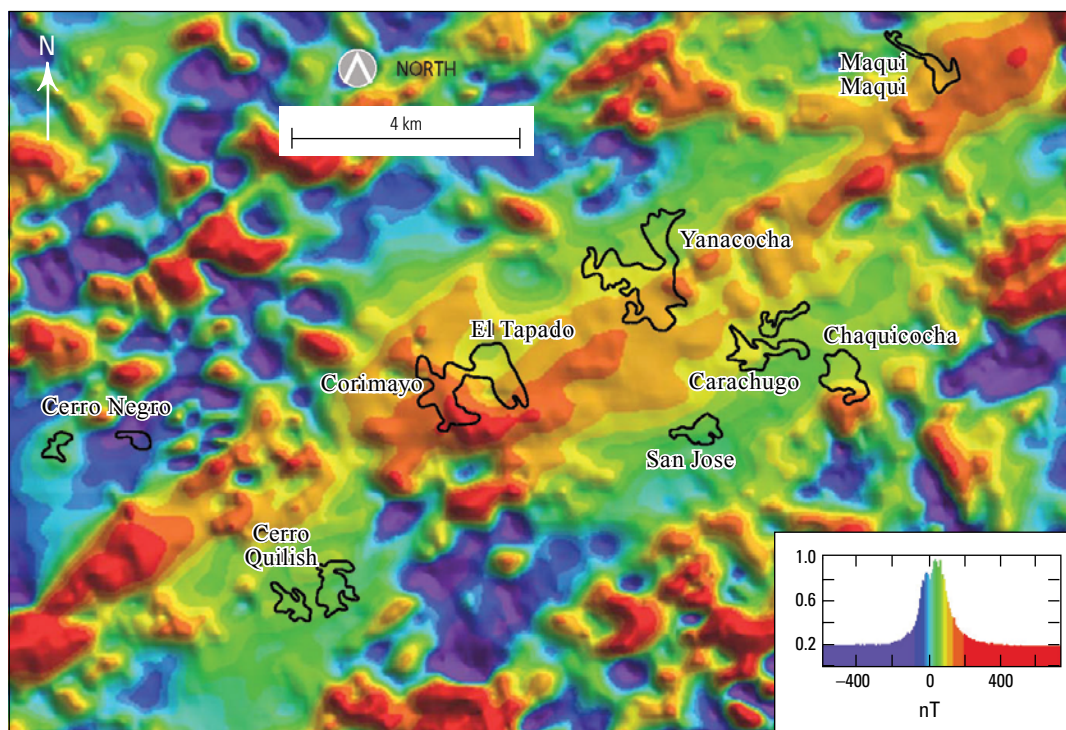 N
NORTH
4 km
Maqui
Maqui
Yanacocha
El Tapado
Chaquicocha
Corimayo
Carachugo
Cerro Negro
San Jose
Cerro
Quilish
1.0
0.6
0.2
−400
0
400
nT